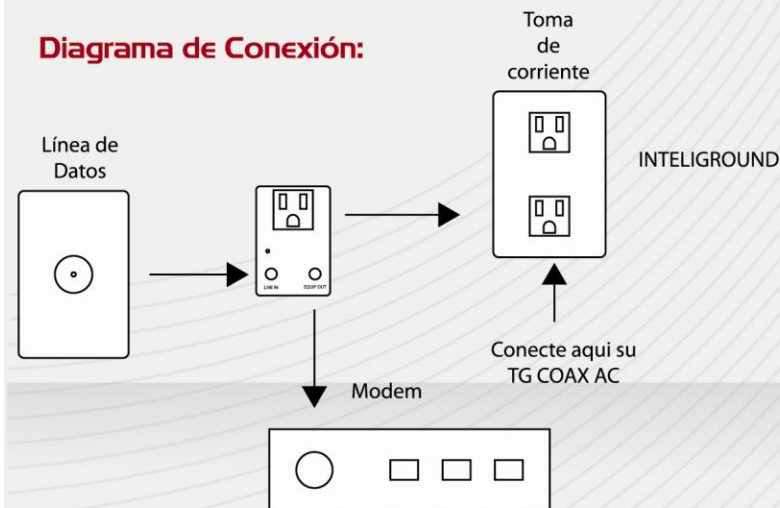 Diagrama de Conexión:
Toma
de
corriente
Línea de
Datos
INTELIGROUND
LINE IN
EQUIP OUT
Conecte aqui su
TG COAX AC
Modem